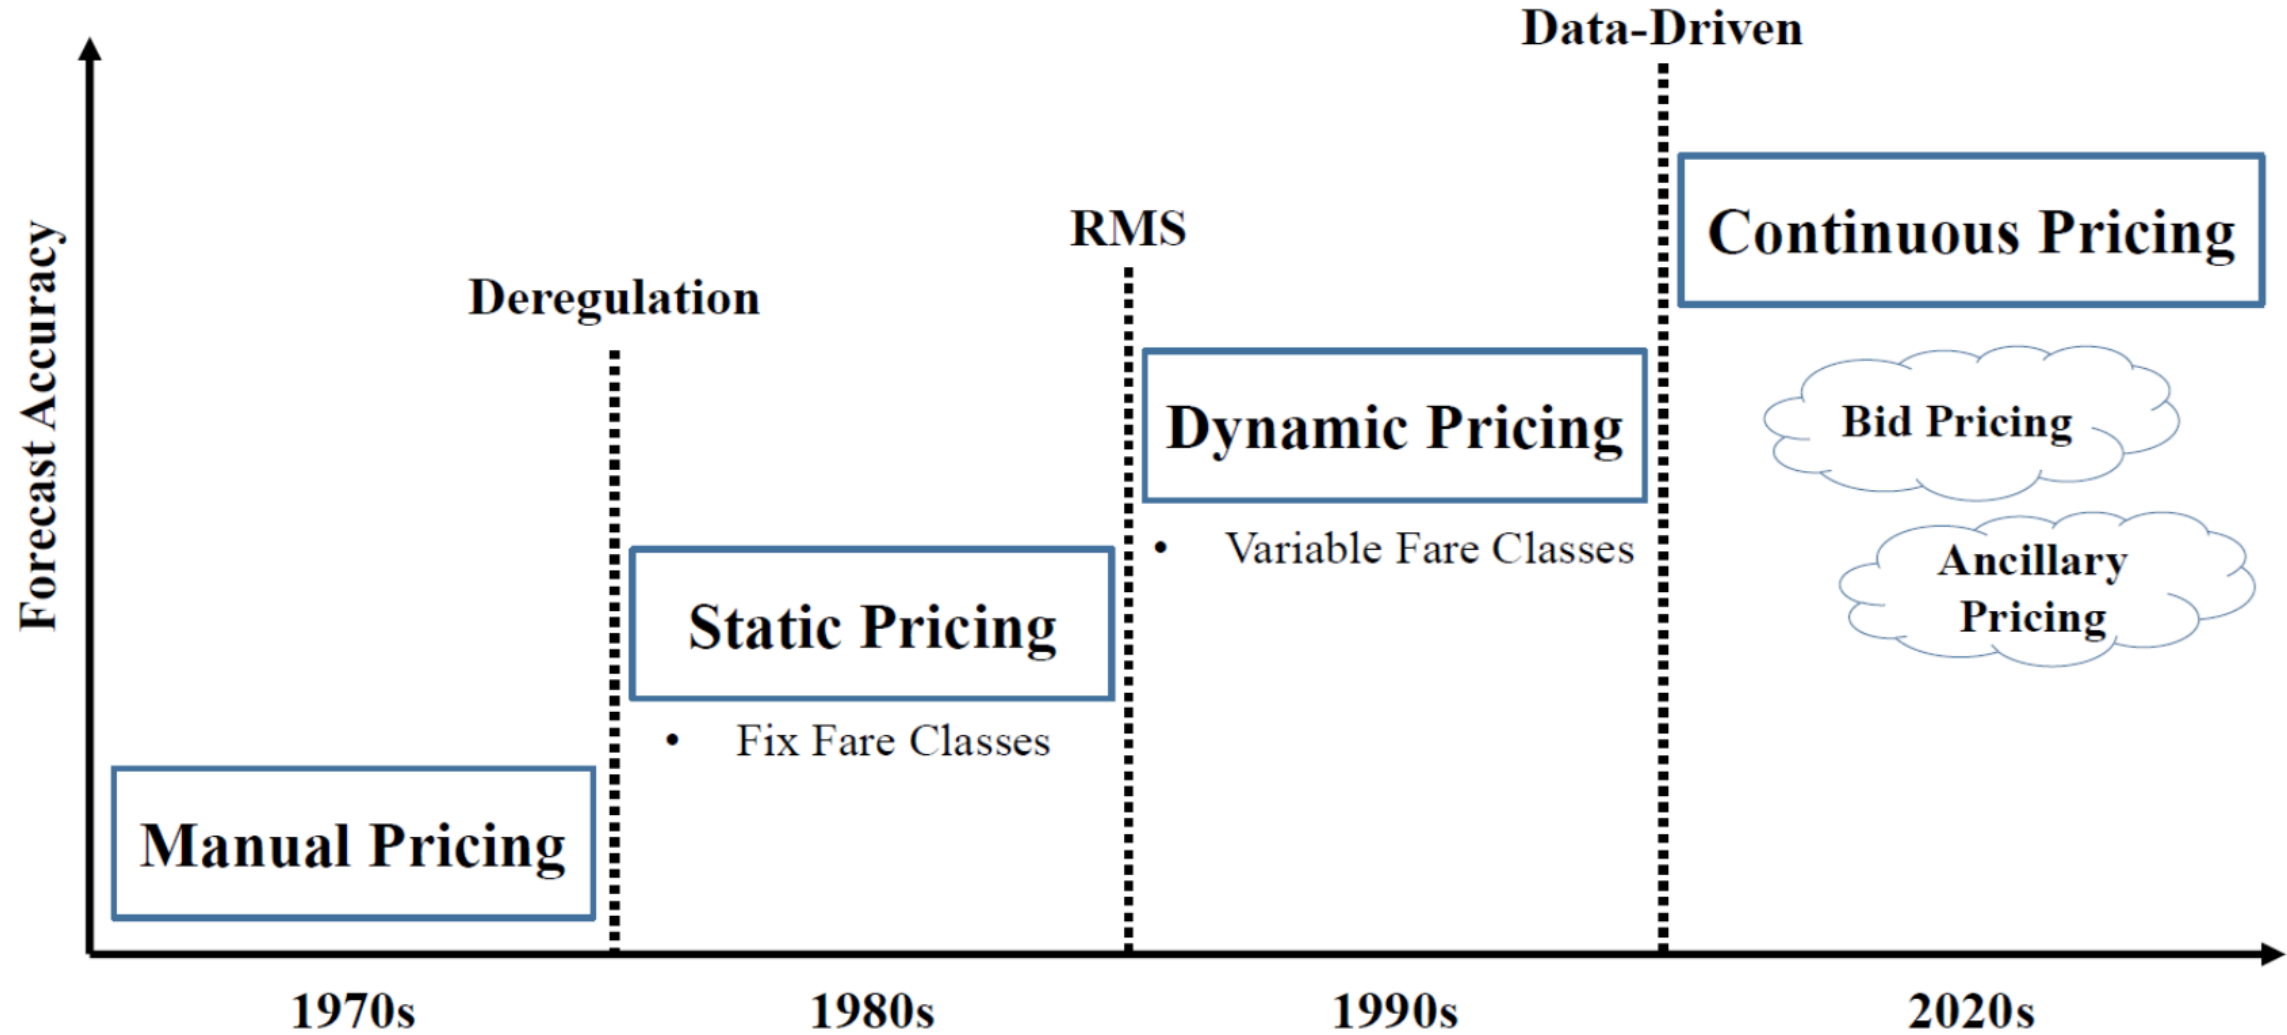 Data-Driven
Forecast Accuracy
Continuous Pricing
RMS
Deregulation
Dynamic Pricing
Bid Pricing
• Variable Fare Classes
Ancillary
Pricing
Static Pricing
• Fix Fare Classes
Manual Pricing
1970s
1980s
1990s
2020s